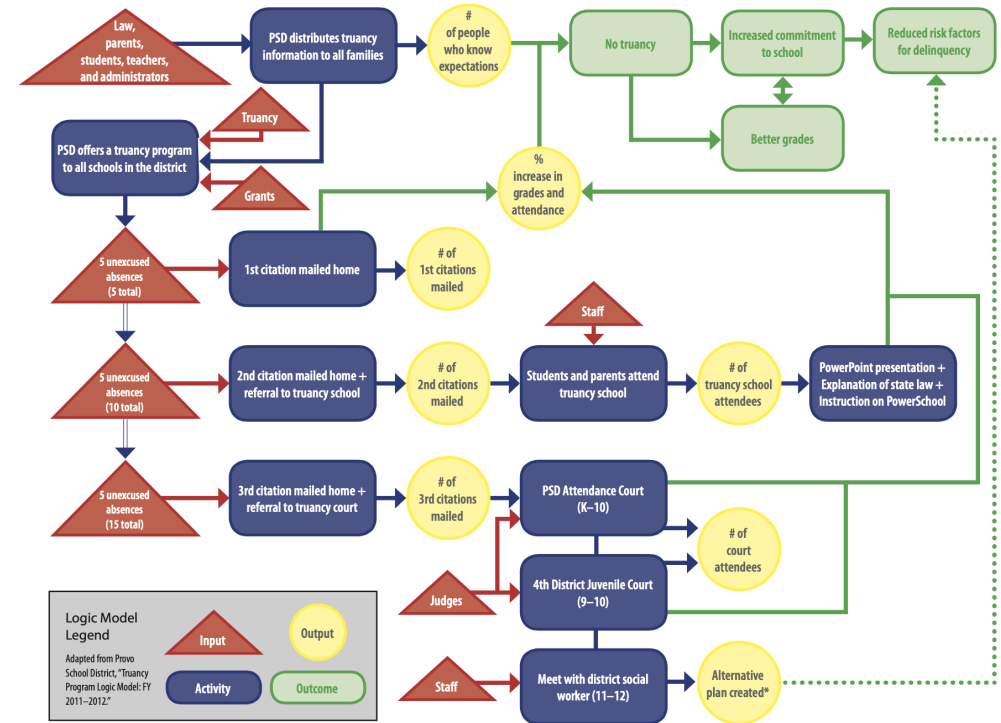 Law,
parents,
students, teachers,
and administrators
PSD distributes truancy
information to all families
#
of people
who know
expectations
No truancy
Increased commitment
to school
Reduced risk factors
for delinquency
Better grades
Truancy
PSD offers a truancy program
to all schools in the district
Grants
%
increase in
grades and
attendance
5 unexcused
absences
(5 total)
1st citation mailed home
# of
1st citations
mailed
Staff
5 unexcused
absences
(10 total)
2nd citation mailed home +
referral to truancy school
# of
2nd citations
mailed
Students and parents attend
truancy school
# of
truancy school
attendees
PowerPoint presentation +
Explanation of state law +
Instruction on PowerSchool
5 unexcused
absences
(15 total)
3rd citation mailed home +
referral to truancy court
# of
3rd citations
mailed
PSD Attendance Court
(K–10)
# of
court
attendees
Judges
4th District Juvenile Court
(9–10)
Staff
Meet with district social
worker (11–12)
Alternative
plan created*
Logic Model
Legend
Adapted from Provo
School District, “Truancy
Program Logic Model: FY
2011–2012.”
Input
Output
Activity
Outcome